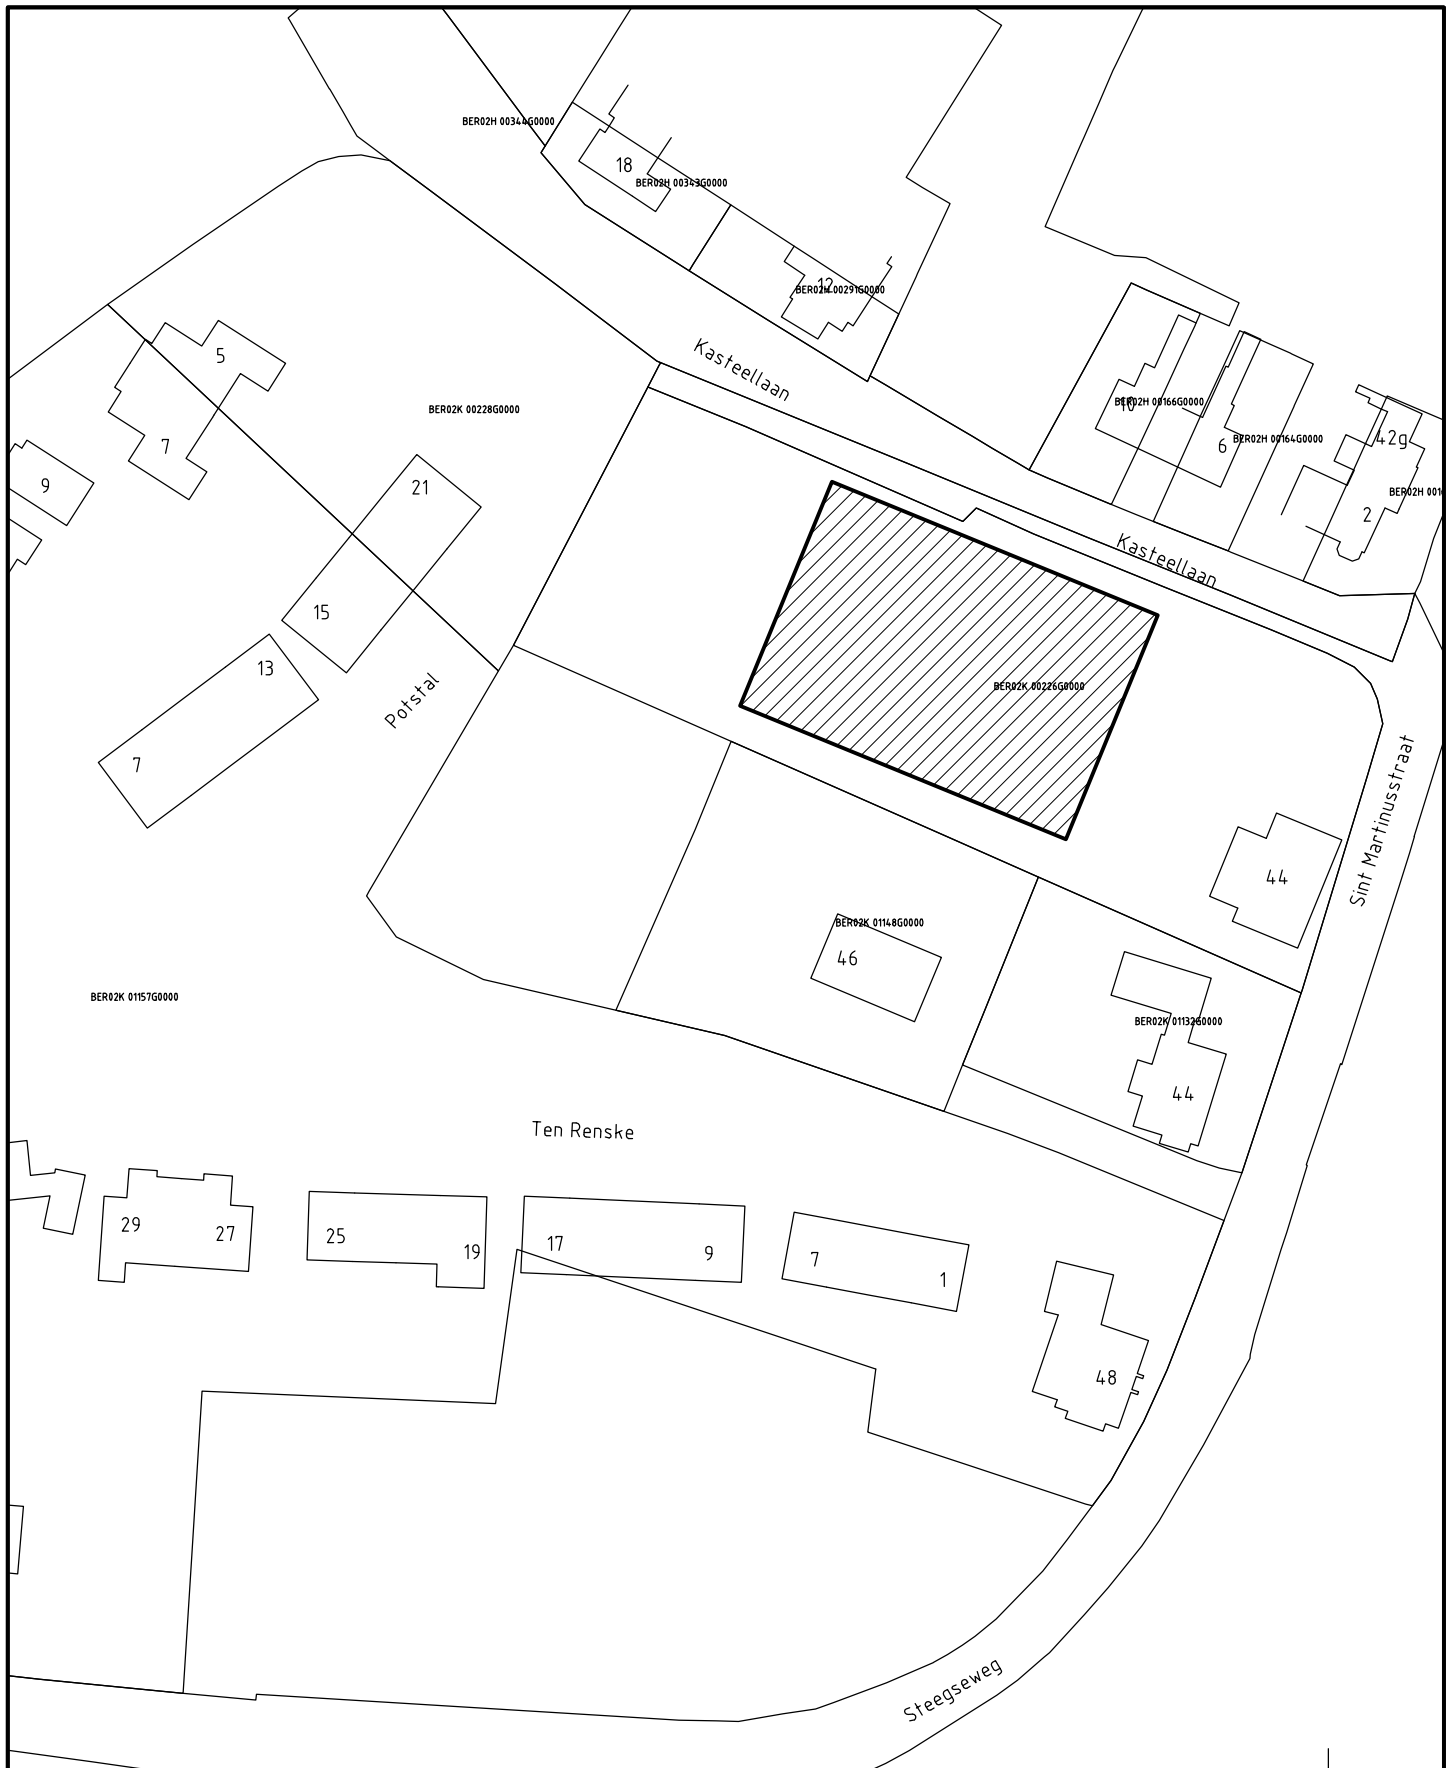 BER02H 00344G0000
18
BER02H 00343G0000
12
BER02H 00291G0000
Kasteellaan
5
7
9
BER02K 00228G0000
10
BER02H 00166G0000
6
BER02H 00164G0000
42g
2
21
15
13
7
Potstal
Kasteellaan
BER02K 00226G0000
Sint Martinusstraat
44
BER02K 01148G0000
46
BER02K 01157G0000
BER02K 01132G0000
44
Ten Renske
29
27
25
19
17
9
7
1
48
Steegseweg